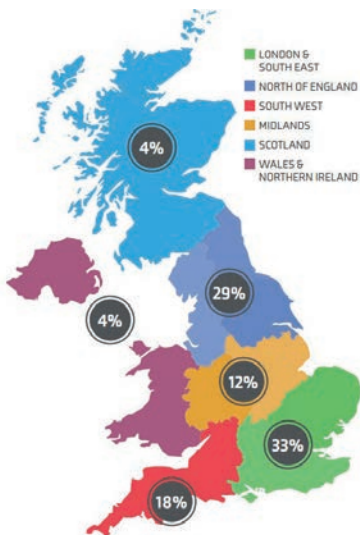 LONDON &
SOUTH EAST
NORTH OF ENGLAND
SOUTH WEST
MIDLANDS
SCOTLAND
WALES &
NORTHERN IRELAND
4%
29%
4%
12%
33%
18%